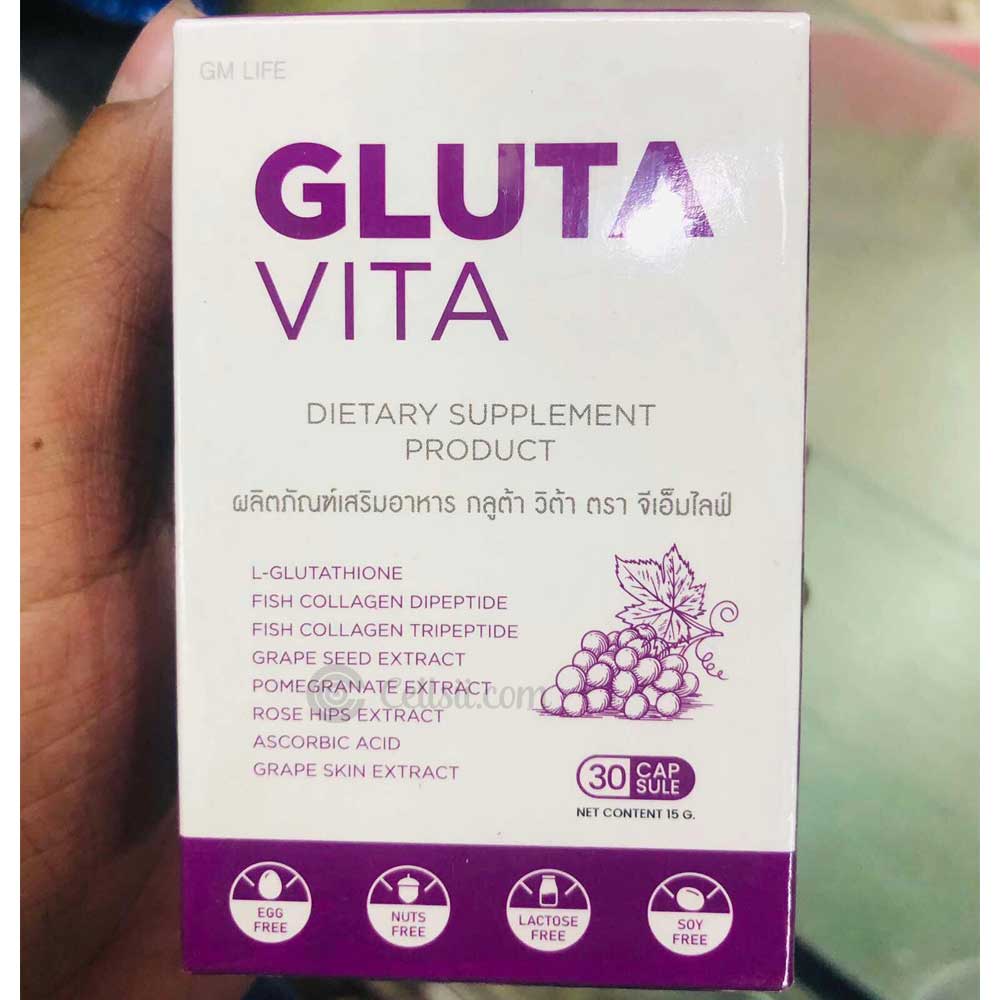 GM LIFE
GLUTA
VITA
DIETARY SUPPLEMENT
PRODUCT
ผลิตภัณฑ์เสริมอาหาร กลูต้า วิต้า ตรา จีเอ็มไลฟ์
L-GLUTATHIONE
FISH COLLAGEN DIPEPTIDE
FISH COLLAGEN TRIPEPTIDE
GRAPE SEED EXTRACT
POMEGRANATE EXTRACT
ROSE HIPS EXTRACT
ASCORBIC ACID
GRAPE SKIN EXTRACT
Cellsii.com
30 CAP
SULE
NET CONTENT 15 G.
EGG
FREE
NUTS
FREE
LACTOSE
FREE
SOY
FREE